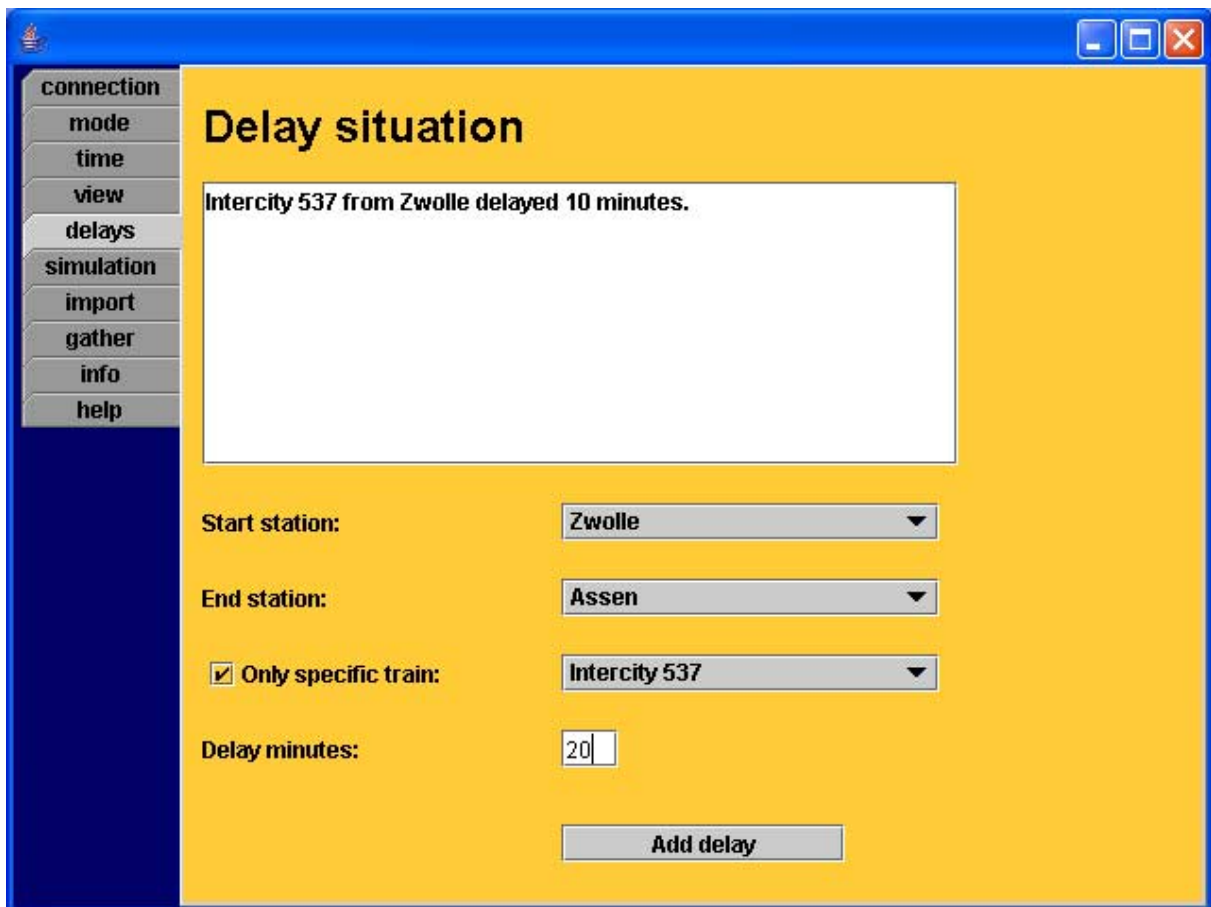 connection
mode
time
view
delays
simulation
import
gather
info
help
Delay situation
Intercity 537 from Zwolle delayed 10 minutes.
Start station:
Zwolle
End station:
Assen
Only specific train:
Intercity 537
Delay minutes:
20
Add delay